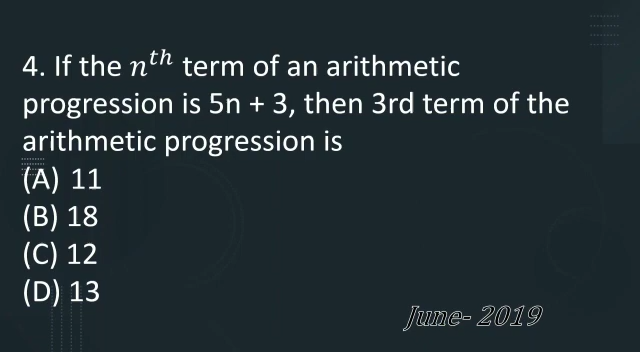 4. If the nᵗʰ term of an arithmetic
progression is 5n + 3, then 3rd term of the
arithmetic progression is
(A) 11
(B) 18
(C) 12
(D) 13
June- 2019